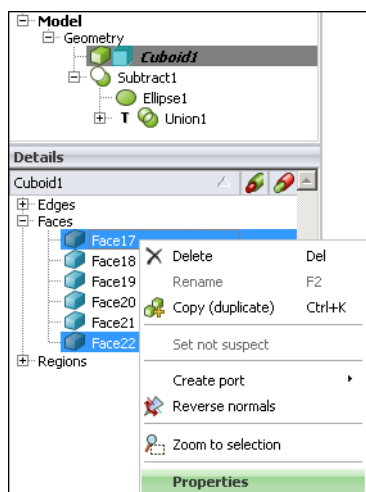 Model
Geometry
Cuboid1
Subtract1
Ellipse1
T Union1
Details
Cuboid1
Edges
Faces
Face17
Face18
Face19
Face20
Face21
Face22
Regions
Delete Del
Rename F2
Copy (duplicate) Ctrl+K
Set not suspect
Create port
Reverse normals
Zoom to selection
Properties